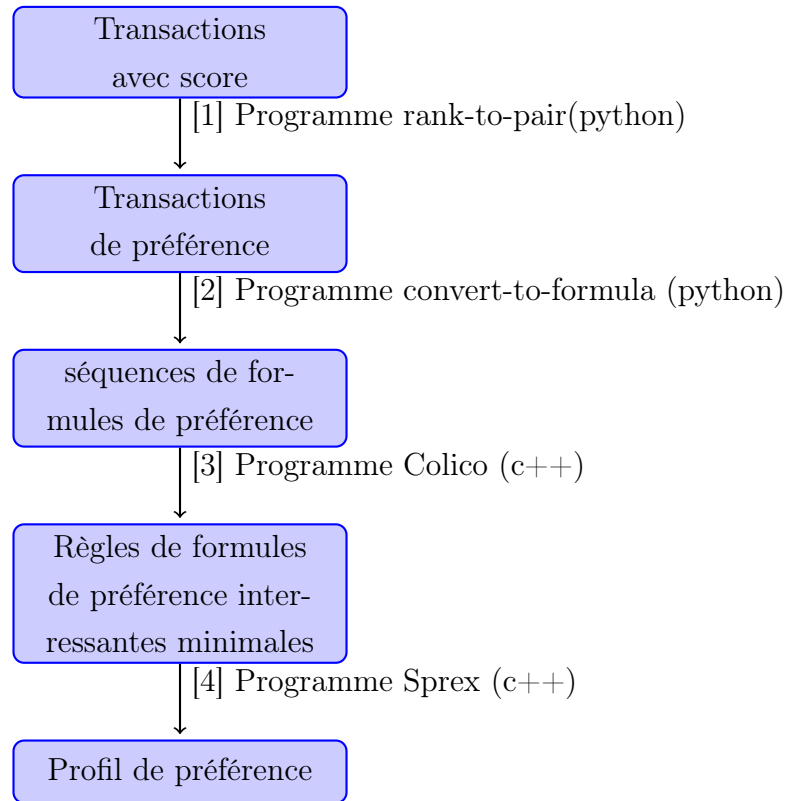 Transactions
avec score
[1] Programme rank-to-pair(python)
Transactions
de préférence
[2] Programme convert-to-formula (python)
séquences de for-
mules de préférence
[3] Programme Colico (c++)
Règles de formules
de préférence inter-
ressantes minimales
[4] Programme Sprex (c++)
Profil de préférence